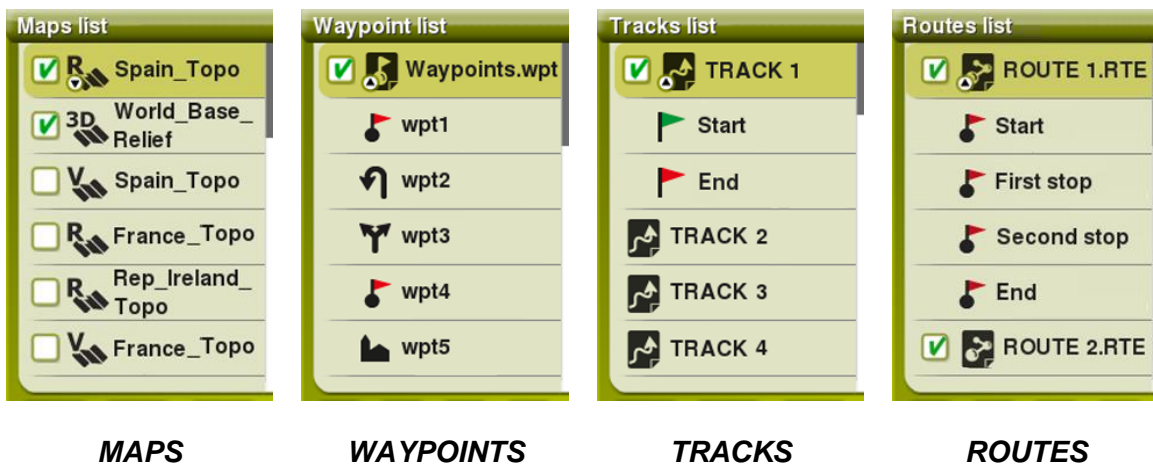 Maps list
R Spain_Topo
3D World_Base_
Relief
V Spain_Topo
R France_Topo
R Rep_Ireland_
Topo
V France_Topo
MAPS
Waypoint list
Waypoints.wpt
wpt1
wpt2
wpt3
wpt4
wpt5
WAYPOINTS
Tracks list
TRACK 1
Start
End
TRACK 2
TRACK 3
TRACK 4
TRACKS
Routes list
ROUTE 1.RTE
Start
First stop
Second stop
End
ROUTE 2.RTE
ROUTES